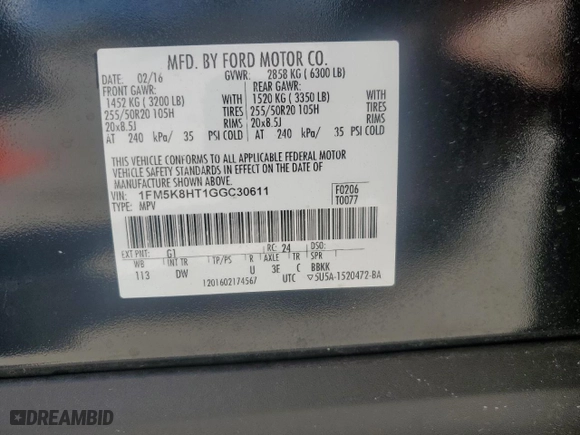 MFD. BY FORD MOTOR CO.
DATE: 02/16 GVWR: 2858 KG ( 6300 LB)
FRONT GAWR: REAR GAWR:
1452 KG ( 3200 LB) WITH 1520 KG ( 3350 LB) WITH
255/50R20 105H TIRES 255/50R20 105H TIRES
20x8.5J RIMS 20x8.5J RIMS
AT 240 kPa/ 35 PSI COLD AT 240 kPa/ 35 PSI COLD
THIS VEHICLE CONFORMS TO ALL APPLICABLE FEDERAL MOTOR
VEHICLE SAFETY AND THEFT PREVENTION STANDARDS IN EFFECT ON THE DATE OF
MANUFACTURE SHOWN ABOVE.
VIN: 1FM5K8HT1GGC30611 F0206
TYPE: MPV T0077
EXT PNT: G1 RC: 24 DSO:
WB INT TR TP/PS R AXLE TR SPR
113 DW U 3E C BBKK
1201602174567 UTC ▽5U5A-1520472-BA
DREAMBID